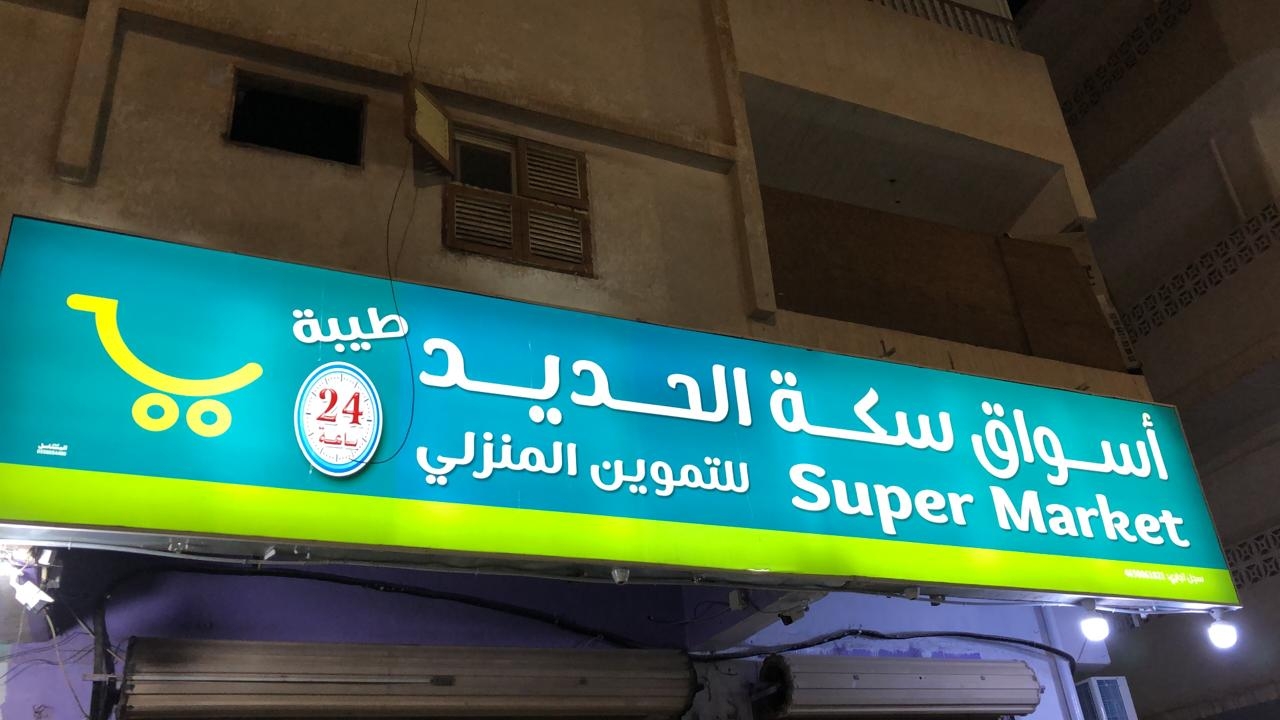 أسواق سكة الحديد طيبة
Super Market للتموين المنزلي
24
ساعة